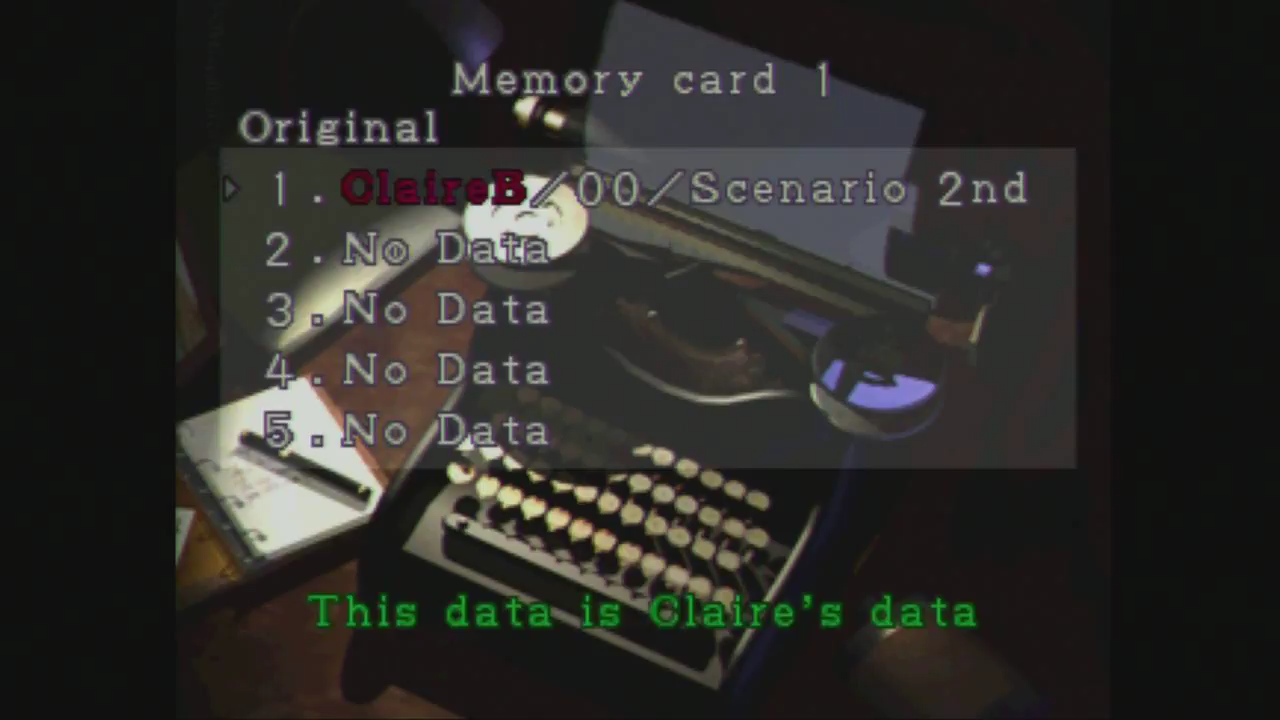 Memory card 1
Original
1. ClaireB/00/Scenario 2nd
2. No Data
3. No Data
4. No Data
5. No Data
This data is Claire's data